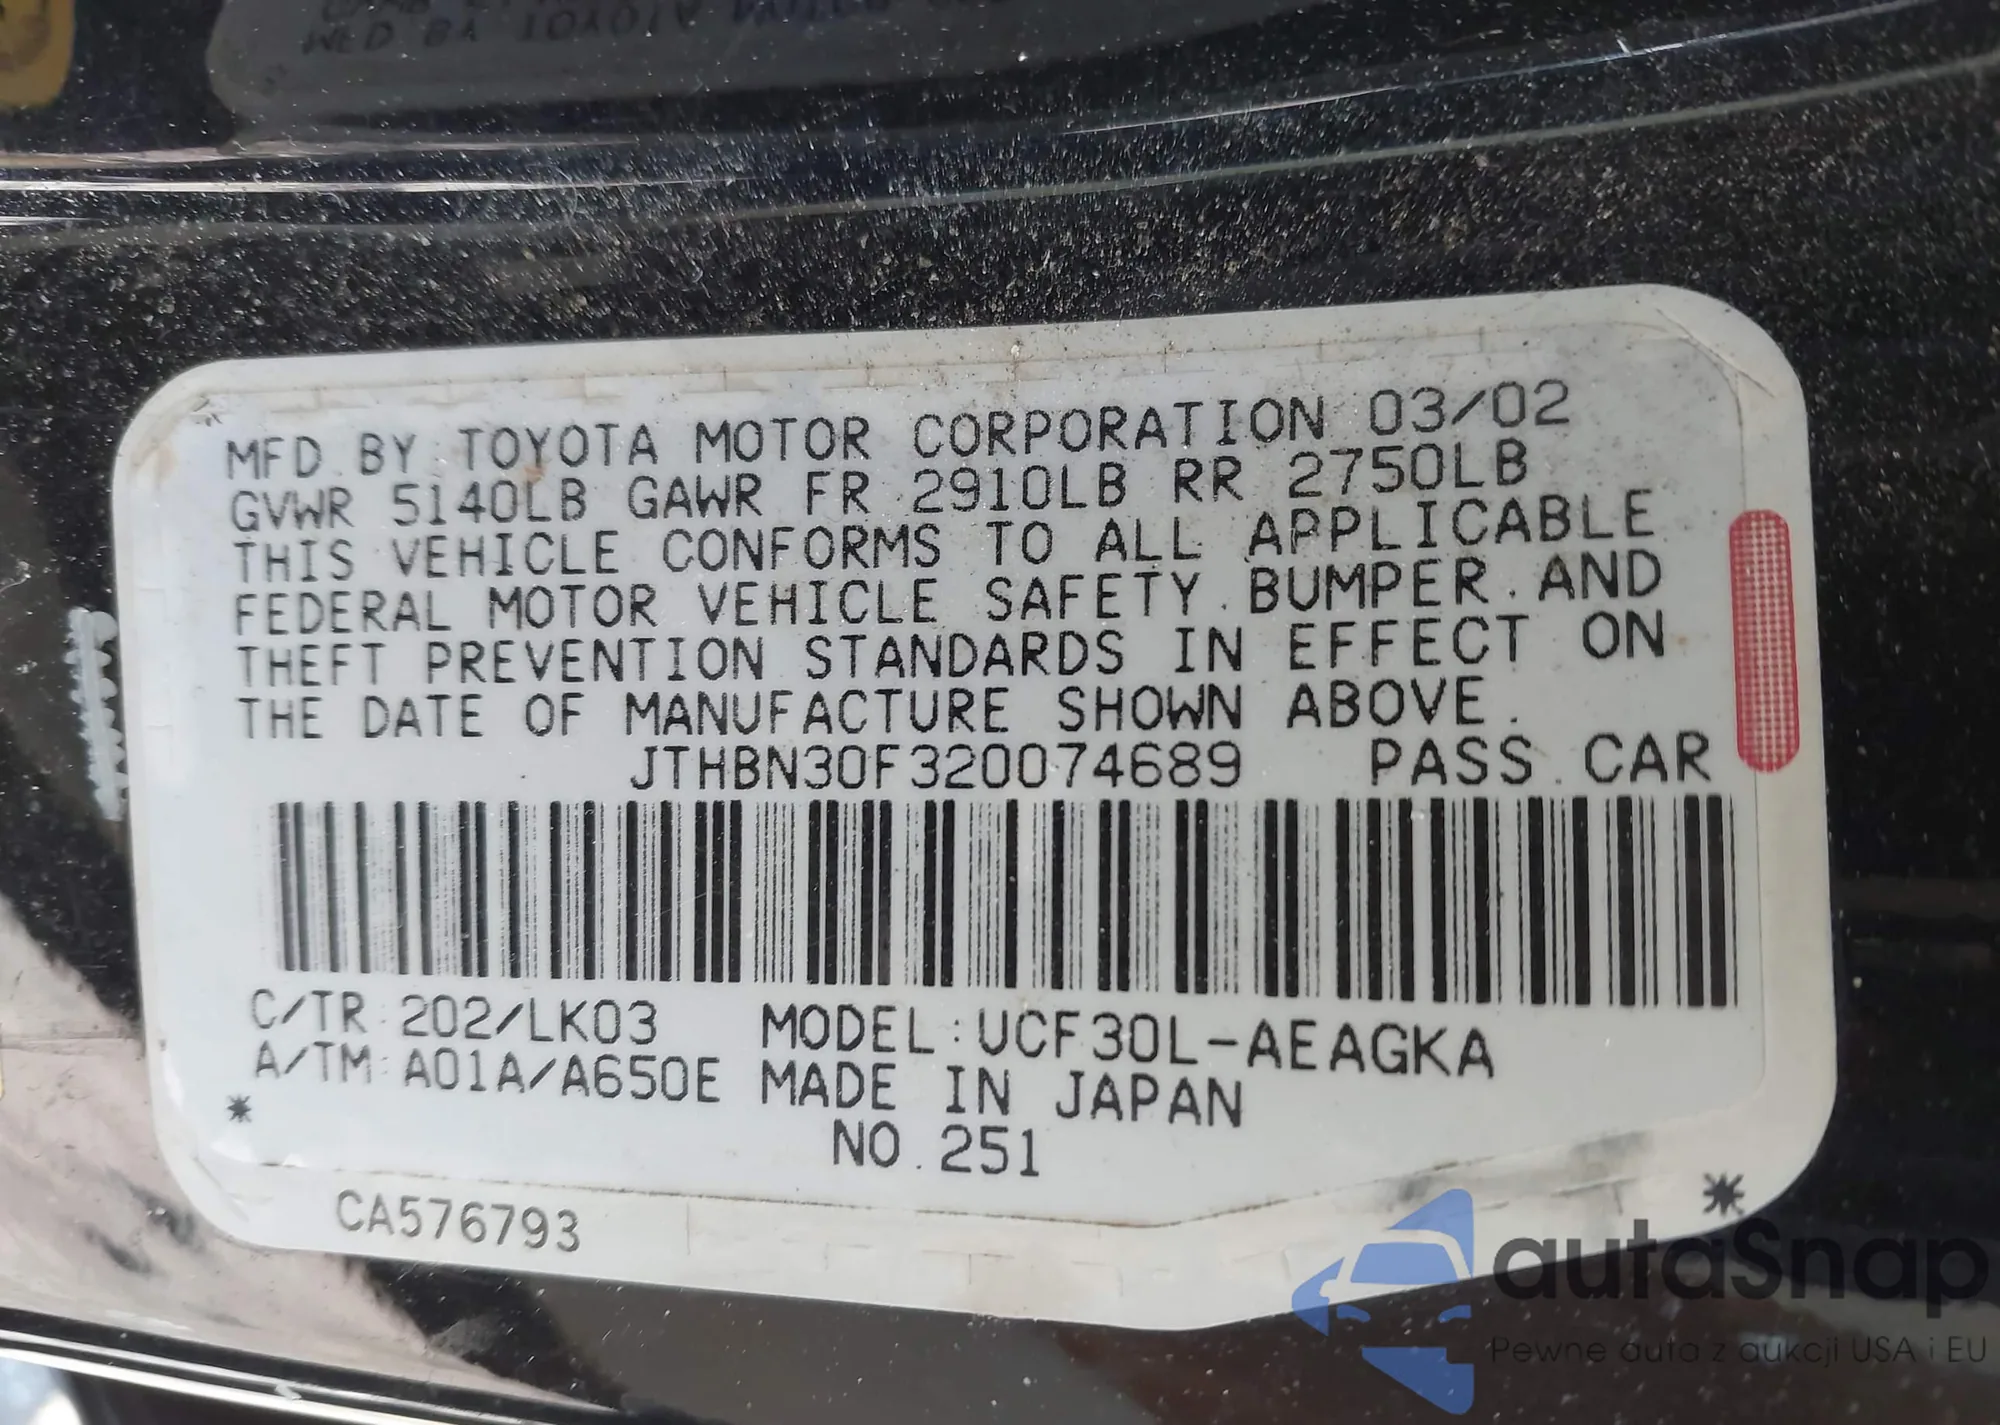 MFD BY TOYOTA
MFD. BY TOYOTA MOTOR CORPORATION 03/02
GVWR 5140LB GAWR FR 2910LB RR 2750LB
THIS VEHICLE CONFORMS TO ALL APPLICABLE
FEDERAL MOTOR VEHICLE SAFETY. BUMPER. AND
THEFT PREVENTION STANDARDS IN EFFECT ON
THE DATE OF MANUFACTURE SHOWN ABOVE.
JTHBN30F320074689 PASS. CAR
C/TR:202/LK03 MODEL:UCF30L-AEAGKA
A/TM:A01A/A650E MADE IN JAPAN
NO.251
CA576793
autaSnap
Pewne auta z aukcji USA i EU